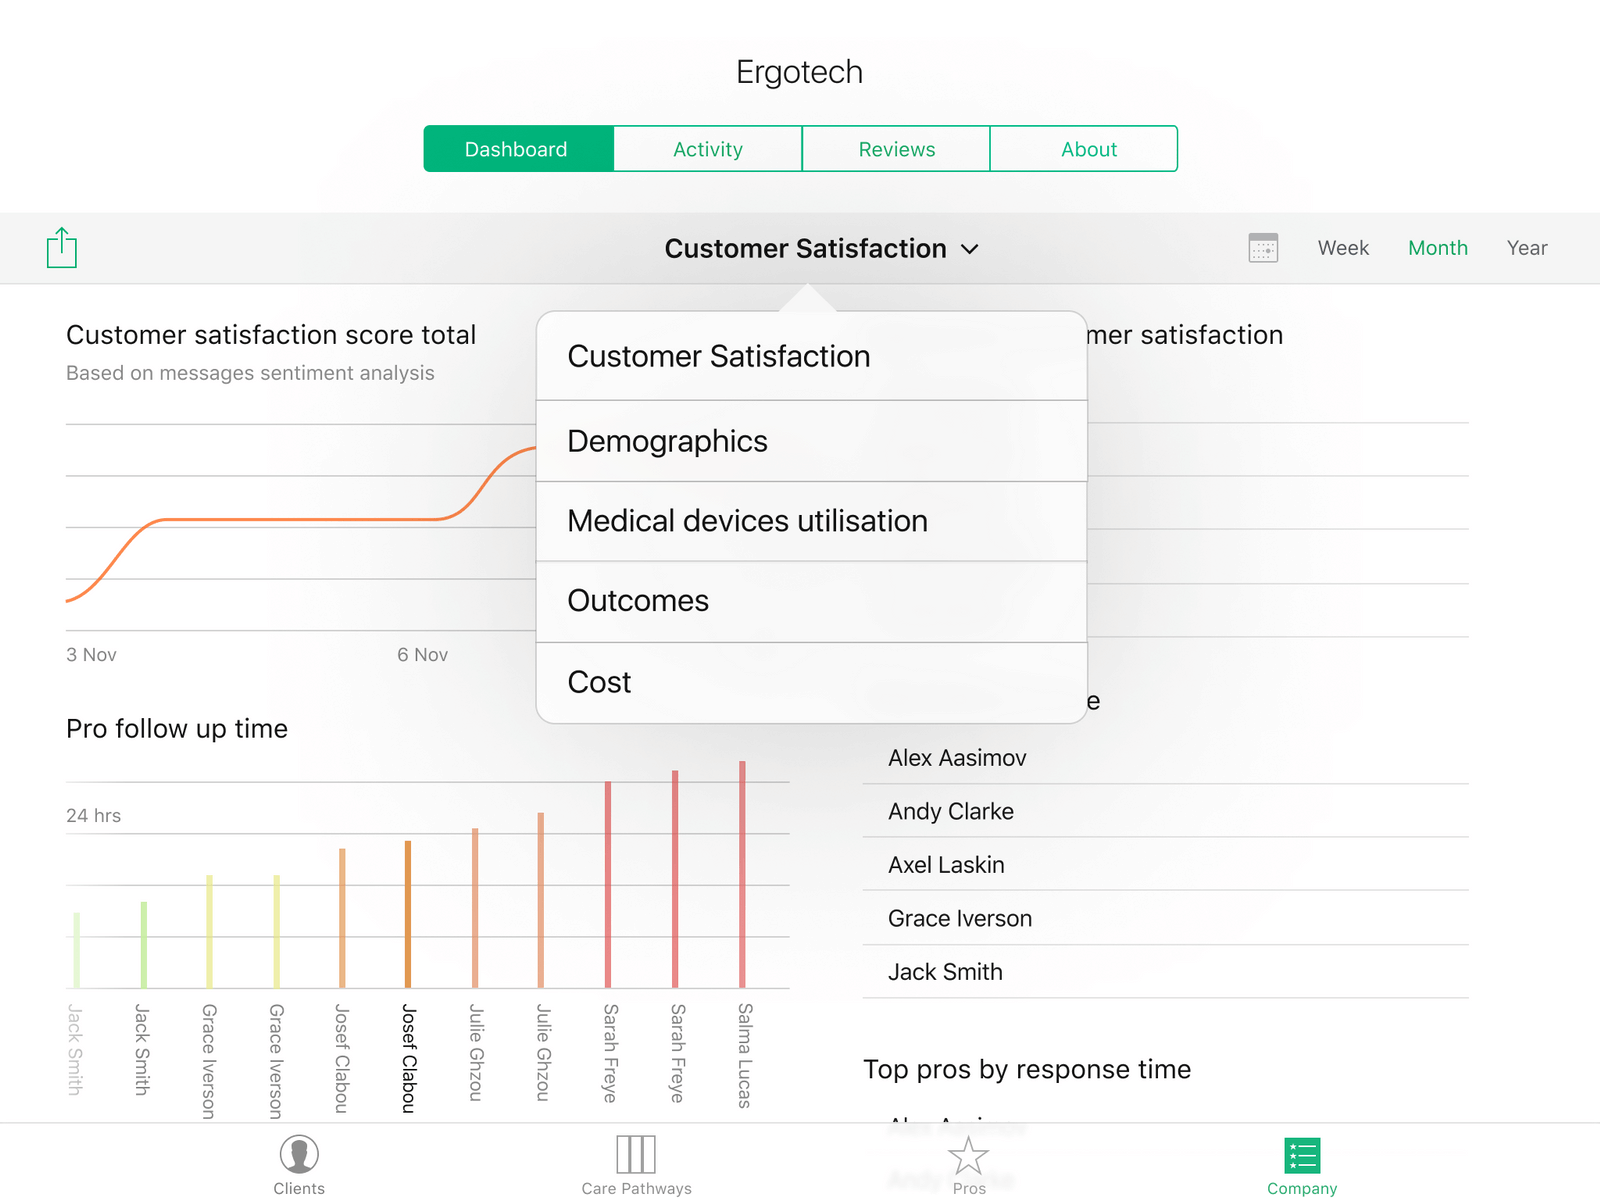 Ergotech
Dashboard
Activity
Reviews
About
Customer Satisfaction
Week
Month
Year
Customer satisfaction score total
Based on messages sentiment analysis
3 Nov
6 Nov
Customer Satisfaction
Demographics
Medical devices utilisation
Outcomes
Cost
satisfaction
Pro follow up time
24 hrs
Jack Smith
Jack Smith
Grace Iverson
Grace Iverson
Josef Clabou
Josef Clabou
Julie Ghzou
Julie Ghzou
Sarah Freye
Sarah Freye
Salma Lucas
Alex Aasimov
Andy Clarke
Axel Laskin
Grace Iverson
Jack Smith
Top pros by response time
Alex Aasimov
Andy Clarke
Clients
Care Pathways
Pros
Company